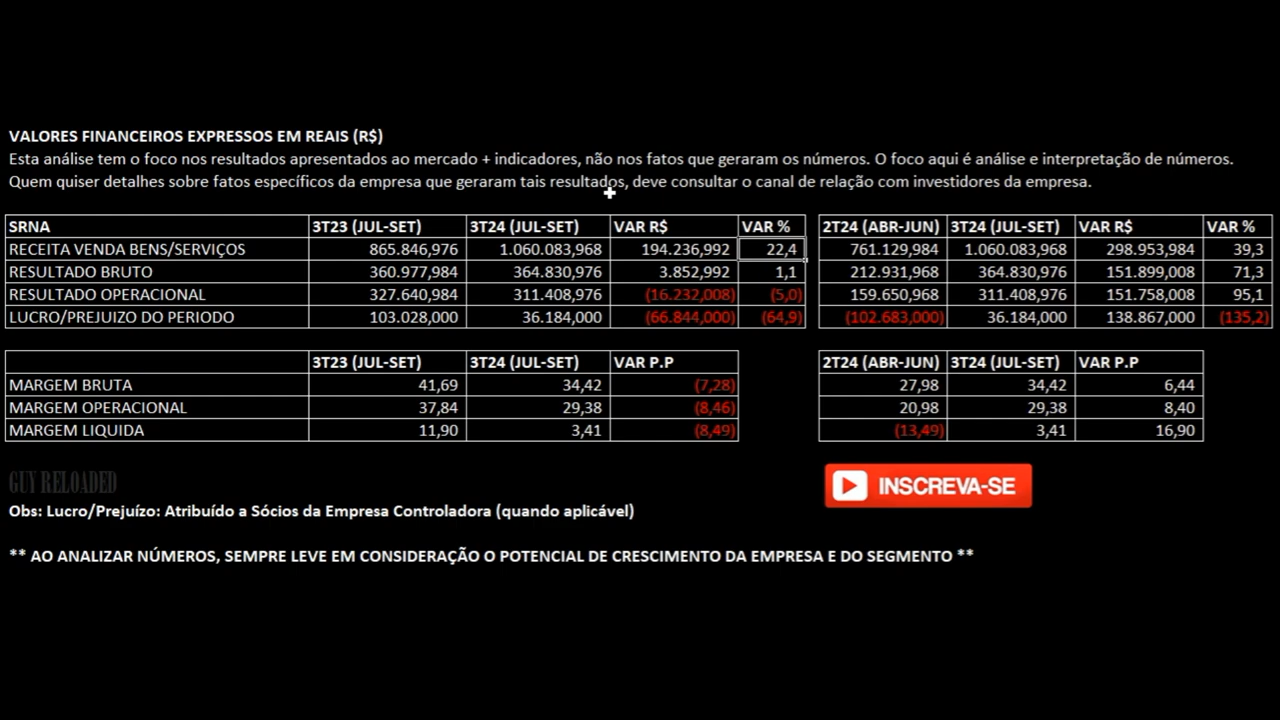 VALORES FINANCEIROS EXPRESSOS EM REAIS (R$)
Esta análise tem o foco nos resultados apresentados ao mercado + indicadores, não nos fatos que geraram os números. O foco aqui é análise e interpretação de números.
Quem quiser detalhes sobre fatos específicos da empresa que geraram tais resultados, deve consultar o canal de relação com investidores da empresa.
SRNA 3T23 (JUL-SET) 3T24 (JUL-SET) VAR R$ VAR % 2T24 (ABR-JUN) 3T24 (JUL-SET) VAR R$ VAR %
RECEITA VENDA BENS/SERVIÇOS 865.846,976 1.060.083,968 194.236,992 22,4 761.129,984 1.060.083,968 298.953,984 39,3
RESULTADO BRUTO 360.977,984 364.830,976 3.852,992 1,1 212.931,968 364.830,976 151.899,008 71,3
RESULTADO OPERACIONAL 327.640,984 311.408,976 (16.232,008) (5,0) 159.650,968 311.408,976 151.758,008 95,1
LUCRO/PREJUIZO DO PERIODO 103.028,000 36.184,000 (66.844,000) (64,9) (102.683,000) 36.184,000 138.867,000 (135,2)
3T23 (JUL-SET) 3T24 (JUL-SET) VAR P.P 2T24 (ABR-JUN) 3T24 (JUL-SET) VAR P.P
MARGEM BRUTA 41,69 34,42 (7,28) 27,98 34,42 6,44
MARGEM OPERACIONAL 37,84 29,38 (8,46) 20,98 29,38 8,40
MARGEM LIQUIDA 11,90 3,41 (8,49) (13,49) 3,41 16,90
GUY RELOADED
INSCREVA-SE
Obs: Lucro/Prejuízo: Atribuído a Sócios da Empresa Controladora (quando aplicável)
** AO ANALIZAR NÚMEROS, SEMPRE LEVE EM CONSIDERAÇÃO O POTENCIAL DE CRESCIMENTO DA EMPRESA E DO SEGMENTO **